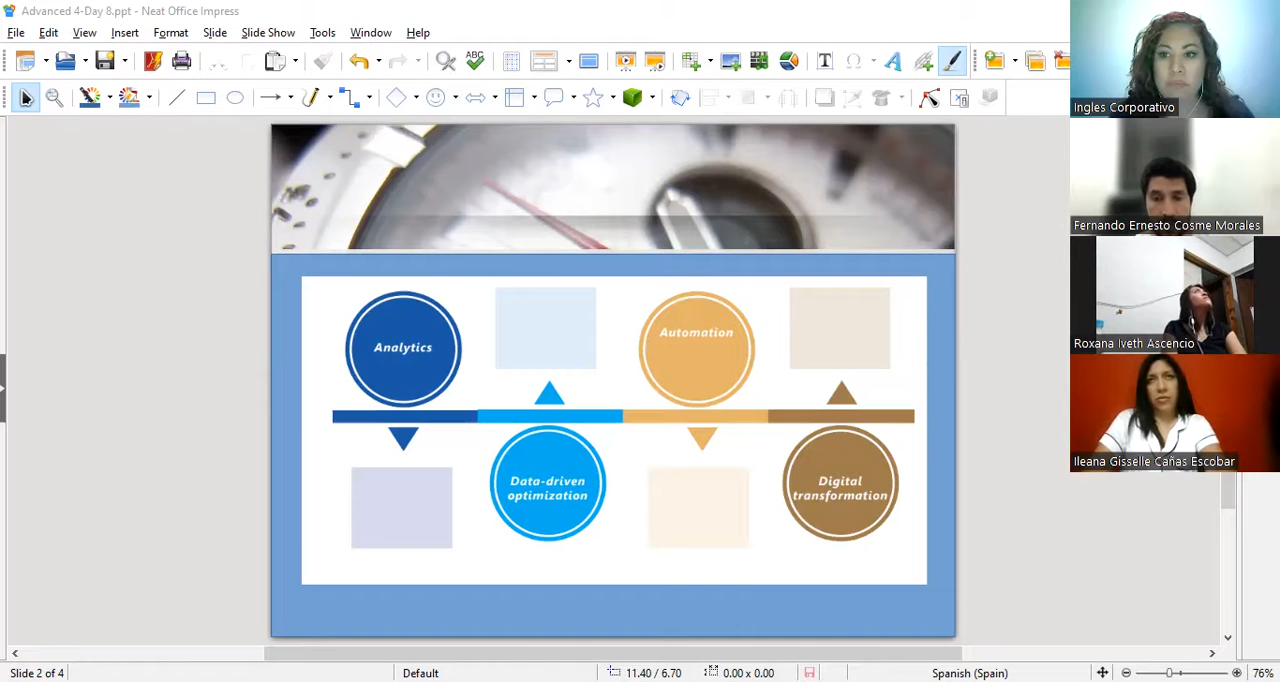 Advanced 4-Day 8.ppt - Neat Office Impress
File Edit View Insert Format Tools Slide Slide Show Window Help
Ingles Corporativo
Fernando Ernesto Cosme Morales
Roxana Iveth Ascencio
Ileana Gisselle Cañas Escobar
Analytics
Automation
Data-driven
optimization
Digital
transformation
Slide 2 of 4
Default
11.40 / 6.70
0.00 x 0.00
Spanish (Spain)
76%